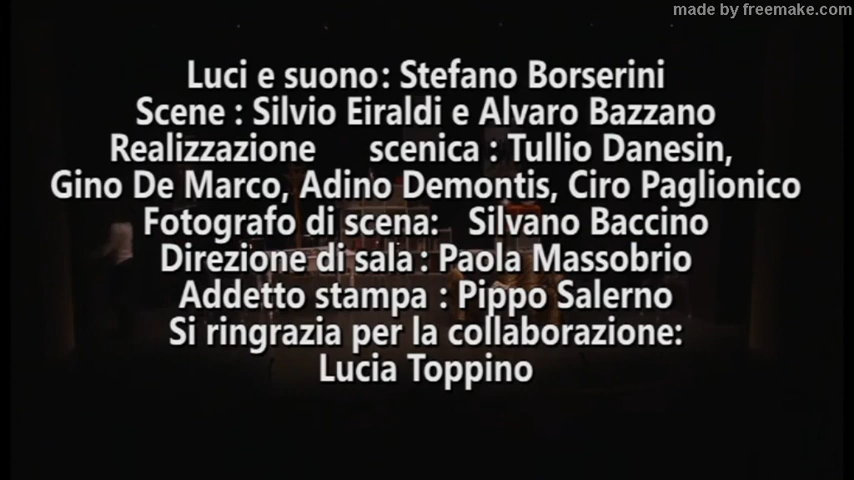 made by freemake.com
Luci e suono: Stefano Borserini
Scene : Silvio Eiraldi e Alvaro Bazzano
Realizzazione scenica : Tullio Danesin,
Gino De Marco, Adino Demontis, Ciro Paglionico
Fotografo di scena: Silvano Baccino
Direzione di sala : Paola Massobrio
Addetto stampa : Pippo Salerno
Si ringrazia per la collaborazione:
Lucia Toppino